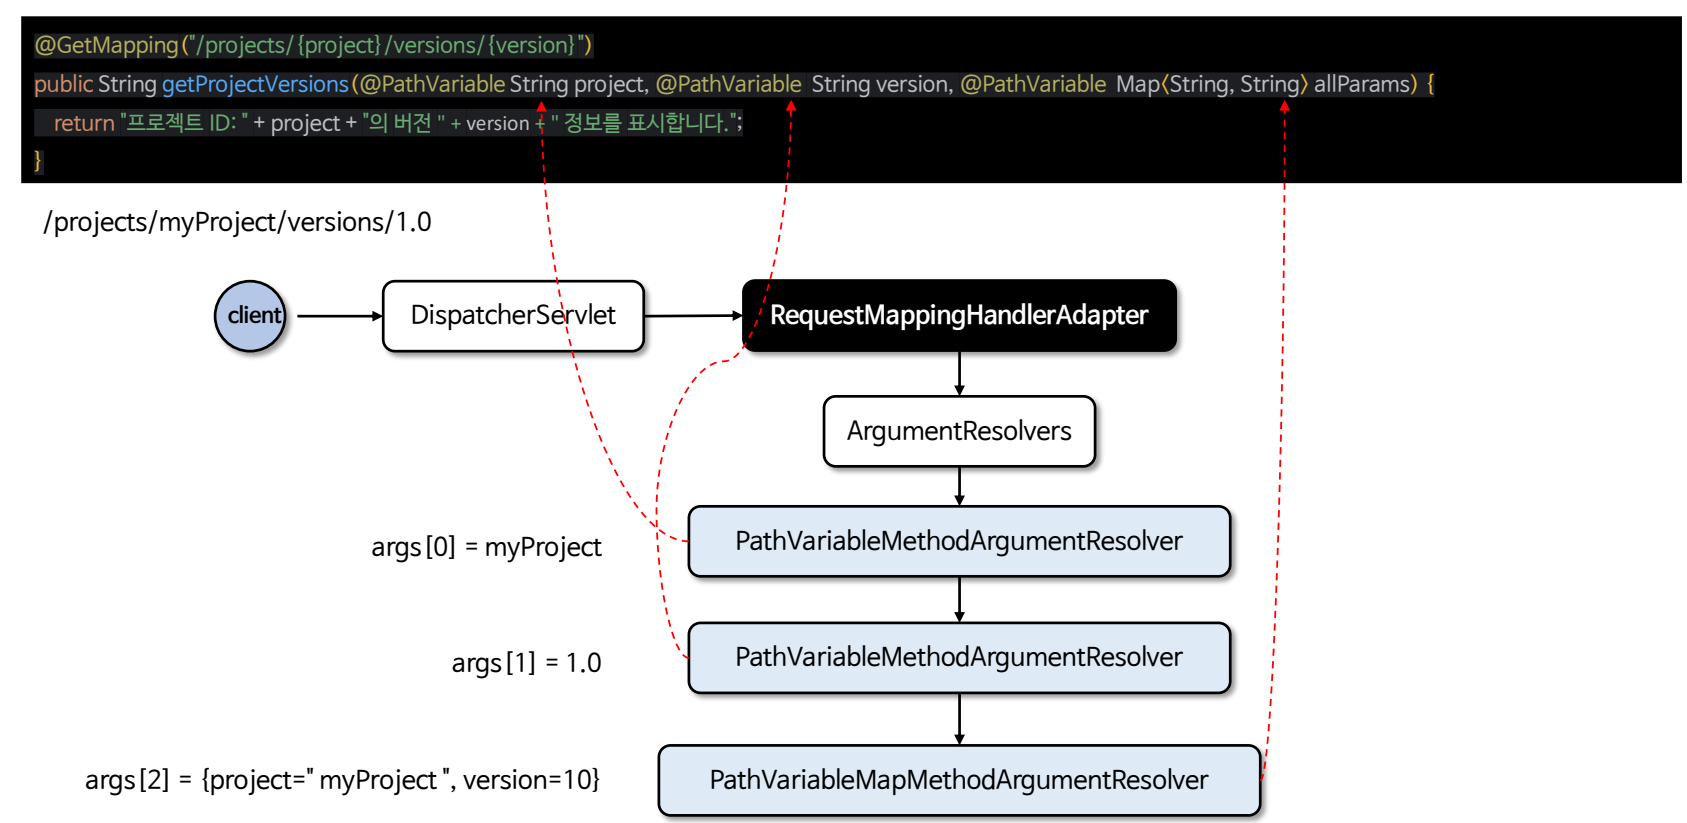 @GetMapping("/projects/{project}/versions/{version}")
public String getProjectVersions(@PathVariable String project, @PathVariable String version, @PathVariable Map<String, String> allParams) {
return "프로젝트 ID: " + project + "의 버전 " + version + " 정보를 표시합니다.";
}
/projects/myProject/versions/1.0
client
DispatcherServlet
RequestMappingHandlerAdapter
ArgumentResolvers
args[0] = myProject
PathVariableMethodArgumentResolver
args[1] = 1.0
PathVariableMethodArgumentResolver
args[2] = {project="myProject", version=10}
PathVariableMapMethodArgumentResolver